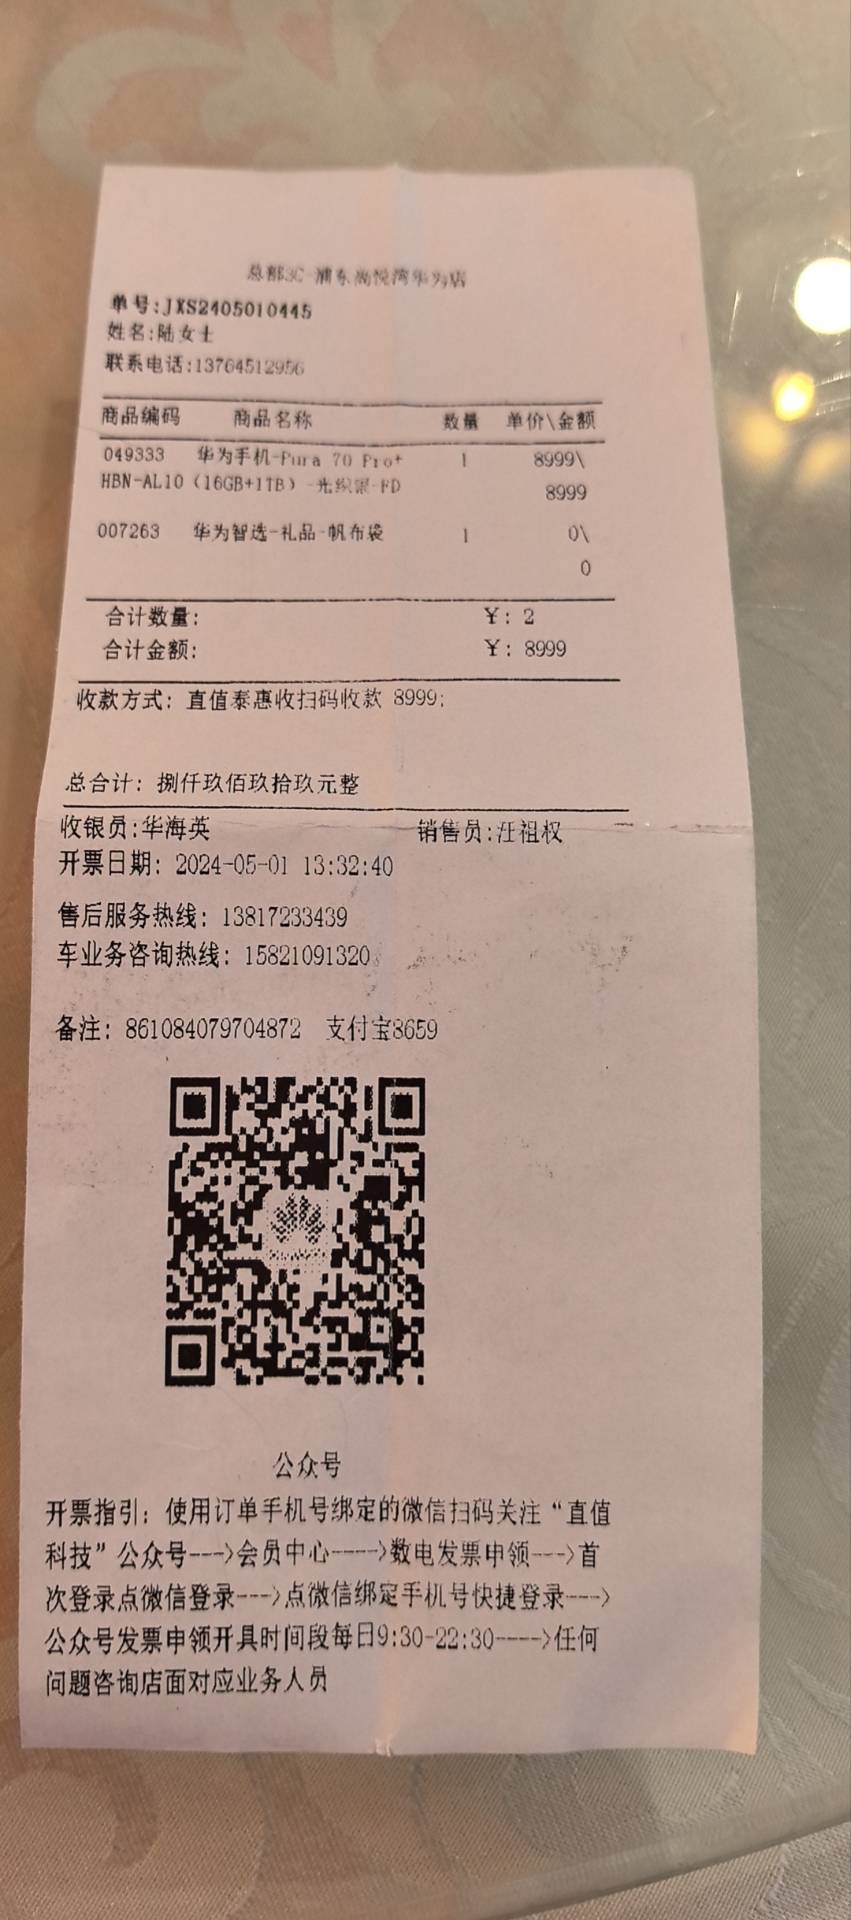 总部3C-浦东尚悦湾华为店
单号:JXS2405010445
姓名:陆女士
联系电话:13764512956
商品编码 商品名称 数量 单价\金额
049333 华为手机-Pura 70 Pro+ 1 8999\
HBN-AL10（16GB+1TB）-光织银-FD 8999
007263 华为智选-礼品-帆布袋 1 0\
0
合计数量: ¥: 2
合计金额: ¥: 8999
收款方式: 直值泰惠收扫码收款 8999;
总合计: 捌仟玖佰玖拾玖元整
收银员:华海英 销售员:汪祖权
开票日期: 2024-05-01 13:32:40
售后服务热线: 13817233439
车业务咨询热线: 15821091320
备注: 861084079704872 支付宝8659
公众号
开票指引: 使用订单手机号绑定的微信扫码关注“直值
科技”公众号--->会员中心---->数电发票申领--->首
次登录点微信登录--->点微信绑定手机号快捷登录--->
公众号发票申领开具时间段每日9:30-22:30---->任何
问题咨询店面对应业务人员